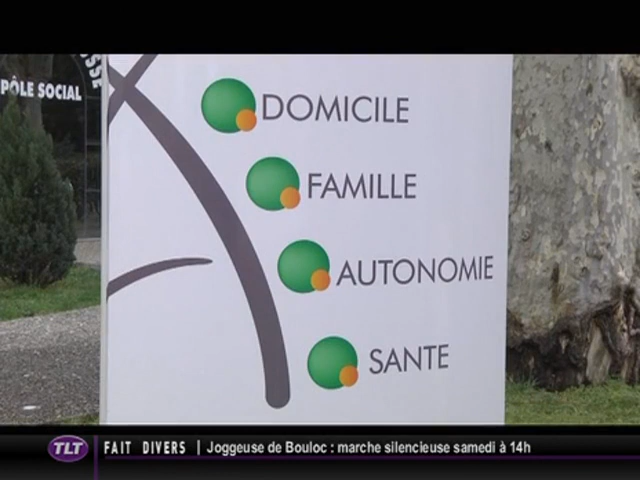 PÔLE SOCIAL
DOMICILE
FAMILLE
AUTONOMIE
SANTE
TLT
FAIT DIVERS | Joggeuse de Bouloc : marche silencieuse samedi à 14h